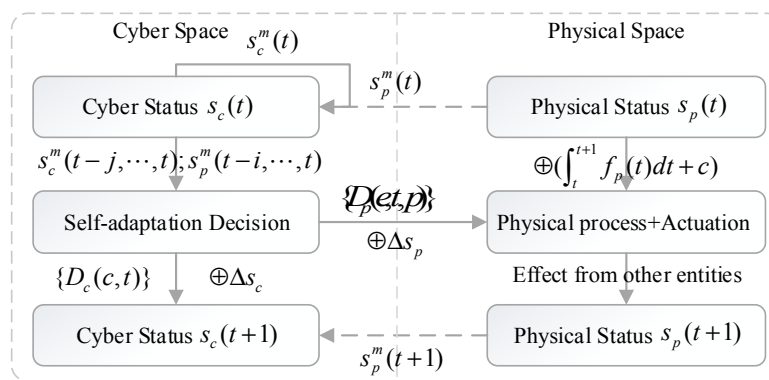 Cyber Space
Physical Space
s_c^m(t)
s_p^m(t)
Cyber Status s_c(t)
Physical Status s_p(t)
s_c^m(t−j,⋯,t);s_p^m(t−i,⋯,t)
⊕(∫_t^{t+1} f_p(t)dt+c)
Self-adaptation Decision
{D_p(e,t,p)}
⊕Δs_p
Physical process+Actuation
{D_c(c,t)}
⊕Δs_c
Effect from other entities
Cyber Status s_c(t+1)
s_p^m(t+1)
Physical Status s_p(t+1)